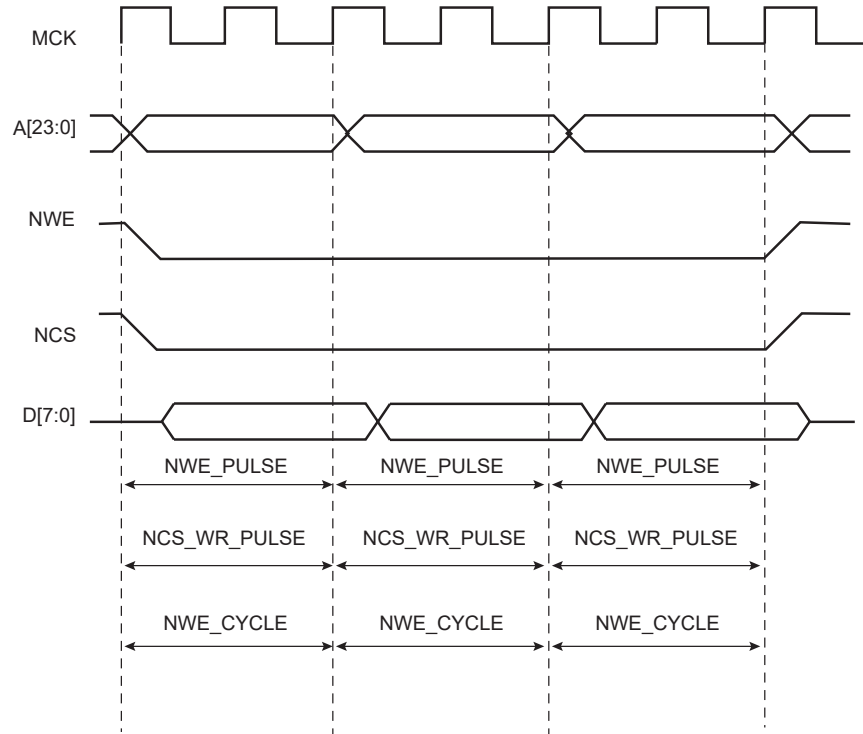 MCK
A[23:0]
NWE
NCS
D[7:0]
NWE_PULSE NWE_PULSE NWE_PULSE
NCS_WR_PULSE NCS_WR_PULSE NCS_WR_PULSE
NWE_CYCLE NWE_CYCLE NWE_CYCLE